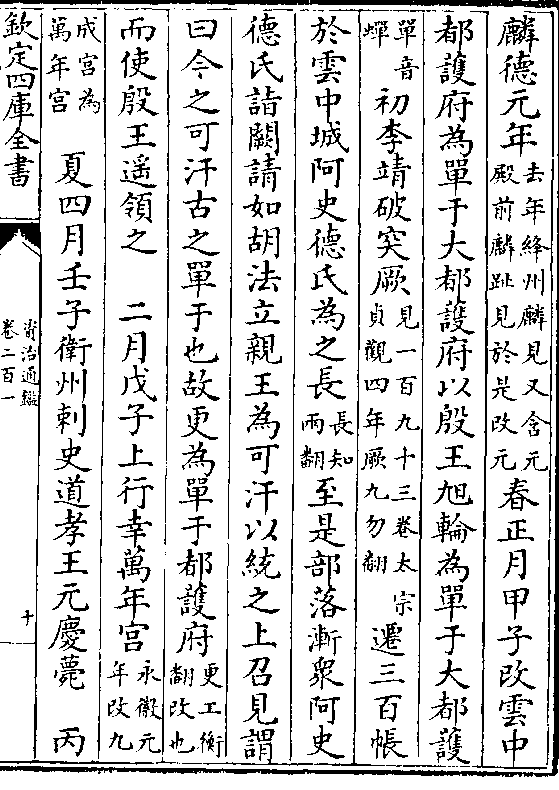 麟德元年去年絳州麟見又含元殿前麟趾見於是改元春正月甲子改雲中
都護府為單于大都護府以殷王旭輪為單于大都護
單音蟬初李靖破突厥見一百九十三卷太宗貞觀四年厥九勿翻遷三百帳
於雲中城阿史德氏為之長長知兩翻至是部落漸衆阿史
德氏詣闕請如胡法立親王為可汗以統之上召見謂
曰今之可汗古之單于也故更為單于都護府更工衡翻改也
而使殷王遥領之 二月戊子上行幸萬年宫永徽元年改九
成宫為萬年宫 夏四月壬子衛州刺史道孝王元慶薨 丙
欽定四庫全書 資治通鑑 卷二百一 十